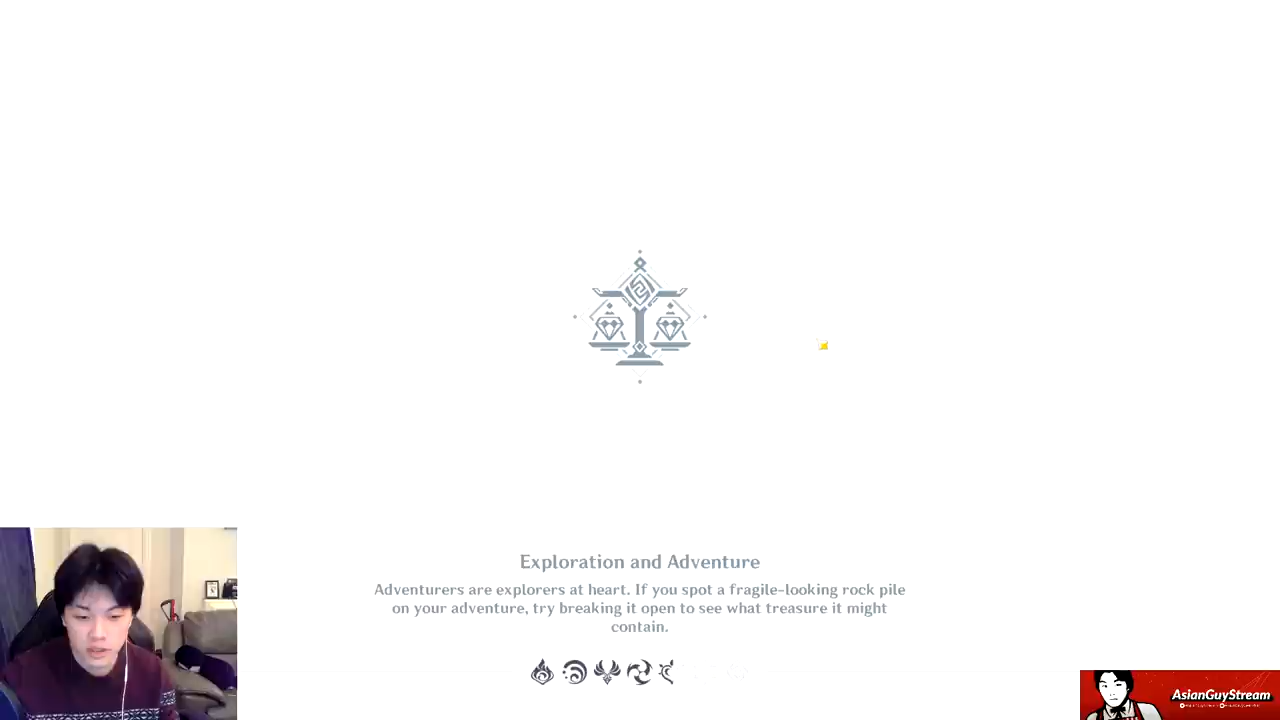 Exploration and Adventure
Adventurers are explorers at heart. If you spot a fragile-looking rock pile
on your adventure, try breaking it open to see what treasure it might
contain.
AsianGuyStream